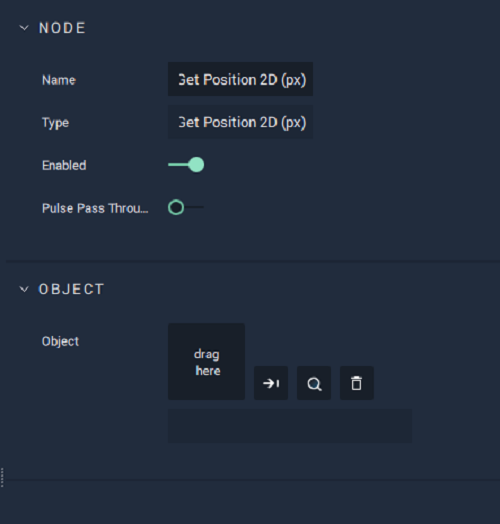 NODE
Name
Get Position 2D (px)
Type
Get Position 2D (px)
Enabled
Pulse Pass Throu...
OBJECT
Object
drag
here